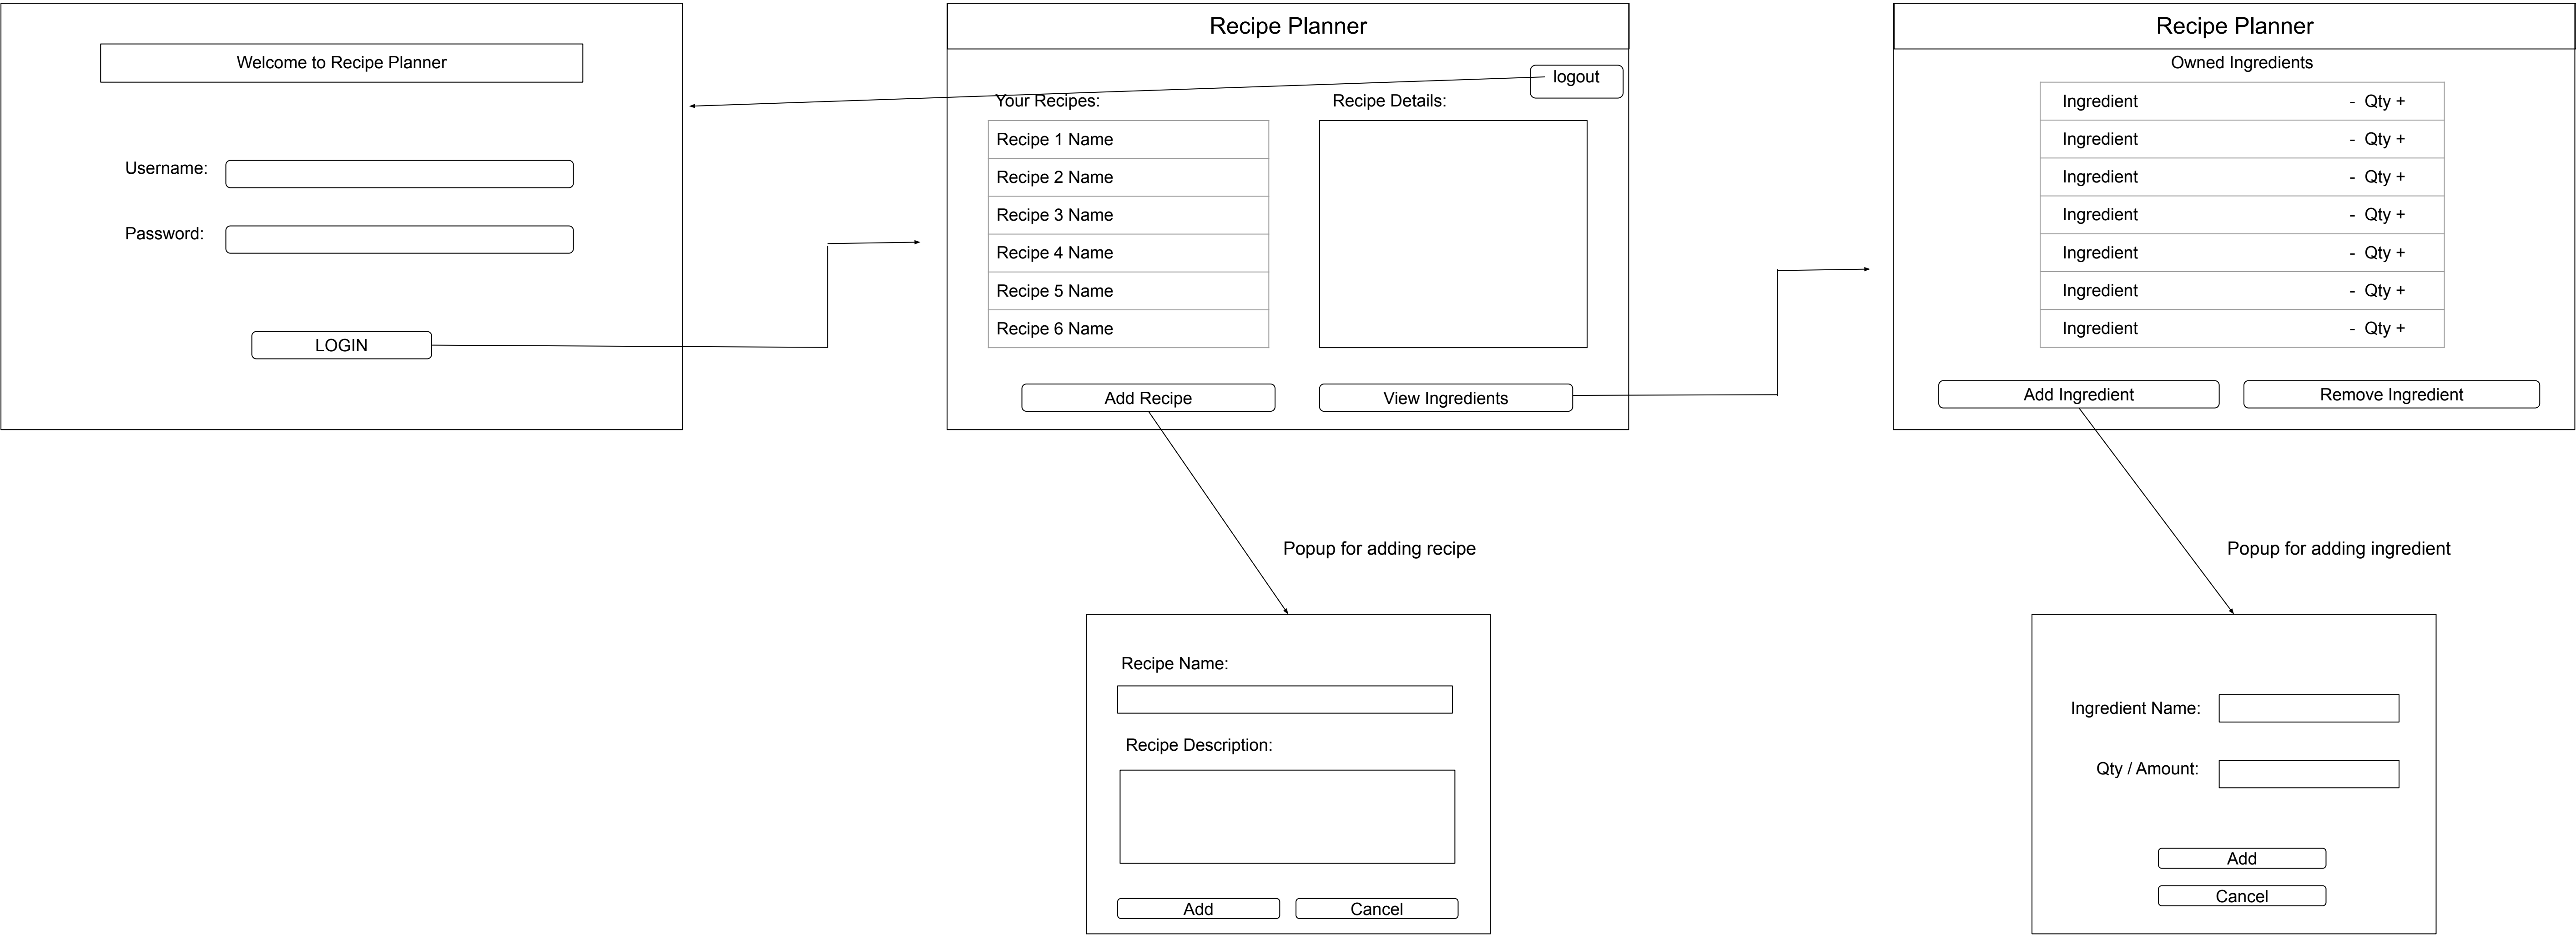 Welcome to Recipe Planner
Username:
Password:
LOGIN
Recipe Planner
logout
Your Recipes:
Recipe 1 Name
Recipe 2 Name
Recipe 3 Name
Recipe 4 Name
Recipe 5 Name
Recipe 6 Name
Recipe Details:
Add Recipe
View Ingredients
Recipe Planner
Owned Ingredients
Ingredient - Qty +
Ingredient - Qty +
Ingredient - Qty +
Ingredient - Qty +
Ingredient - Qty +
Ingredient - Qty +
Ingredient - Qty +
Add Ingredient
Remove Ingredient
Popup for adding recipe
Recipe Name:
Recipe Description:
Add
Cancel
Popup for adding ingredient
Ingredient Name:
Qty / Amount:
Add
Cancel